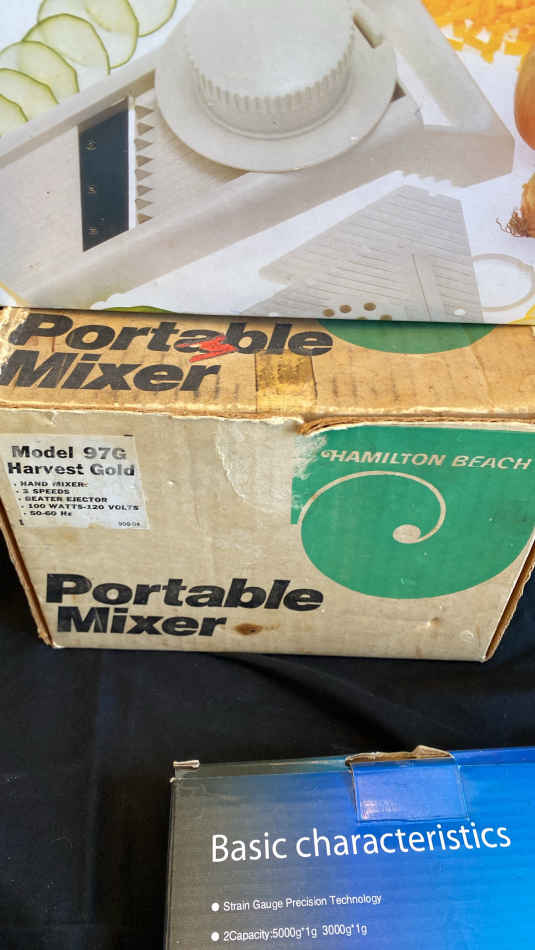 Portable
Mixer
Model 97G
Harvest Gold
• HAND MIXER
• 3 SPEEDS
• BEATER EJECTOR
• 100 WATTS-120 VOLTS
• 50-60 Hz
HAMILTON BEACH
Portable
Mixer
Basic characteristics
● Strain Gauge Precision Technology
● 2Capacity:5000g*1g 3000g*1g